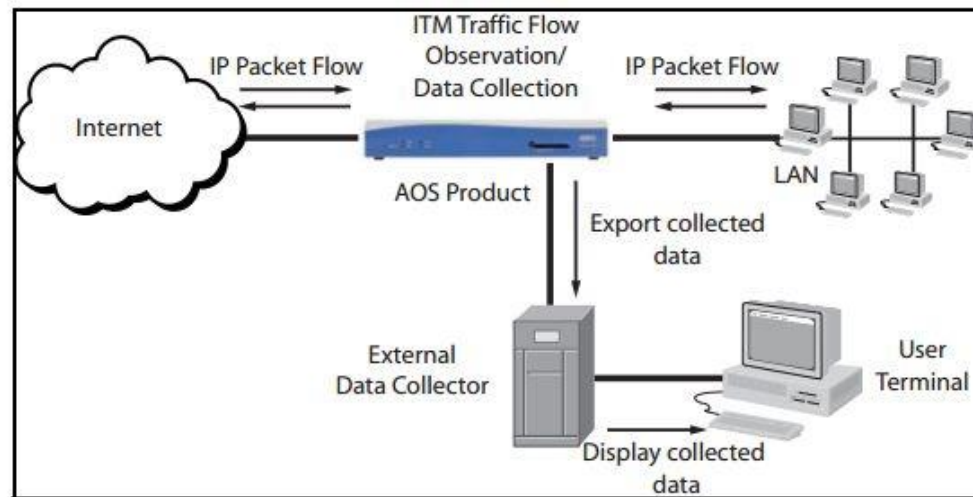 ITM Traffic Flow
Observation/
Data Collection
IP Packet Flow
IP Packet Flow
Internet
LAN
AOS Product
Export collected
data
External
Data Collector
User
Terminal
Display collected
data